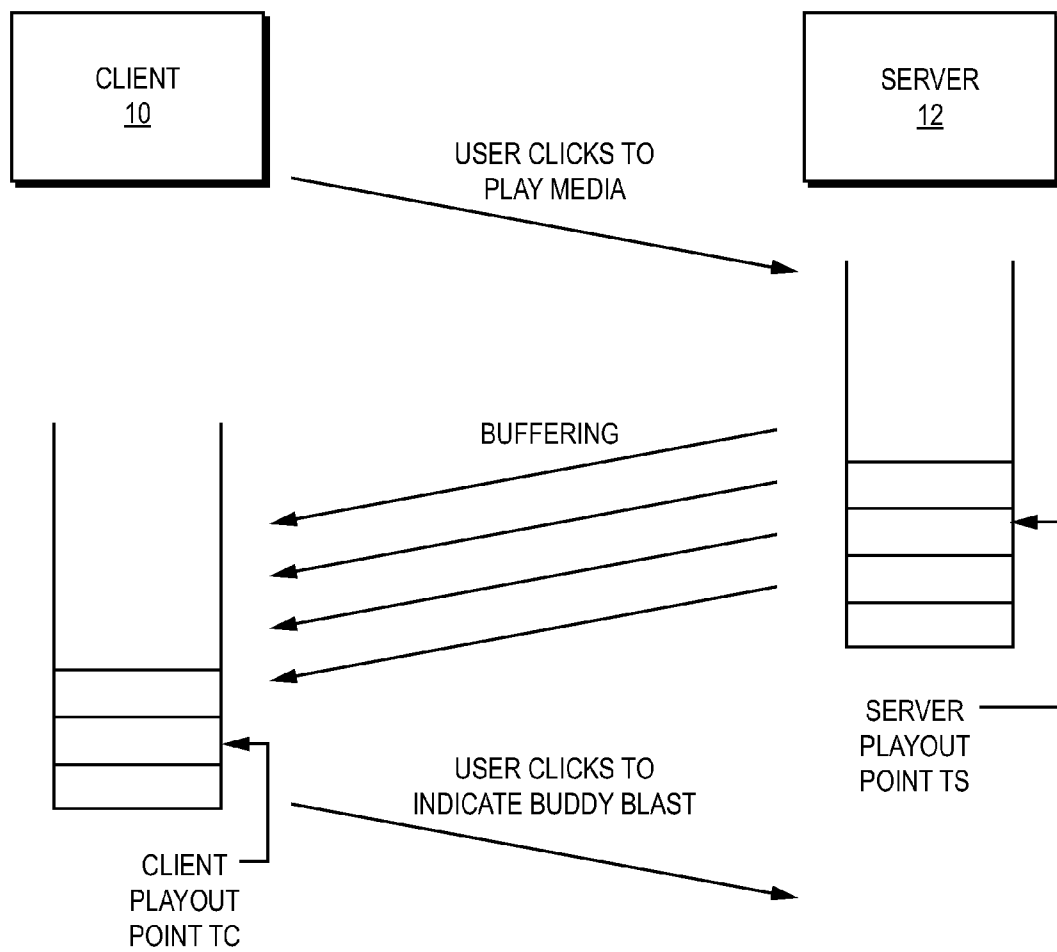 CLIENT
10
SERVER
12
USER CLICKS TO
PLAY MEDIA
BUFFERING
SERVER
PLAYOUT
POINT TS
USER CLICKS TO
INDICATE BUDDY BLAST
CLIENT
PLAYOUT
POINT TC